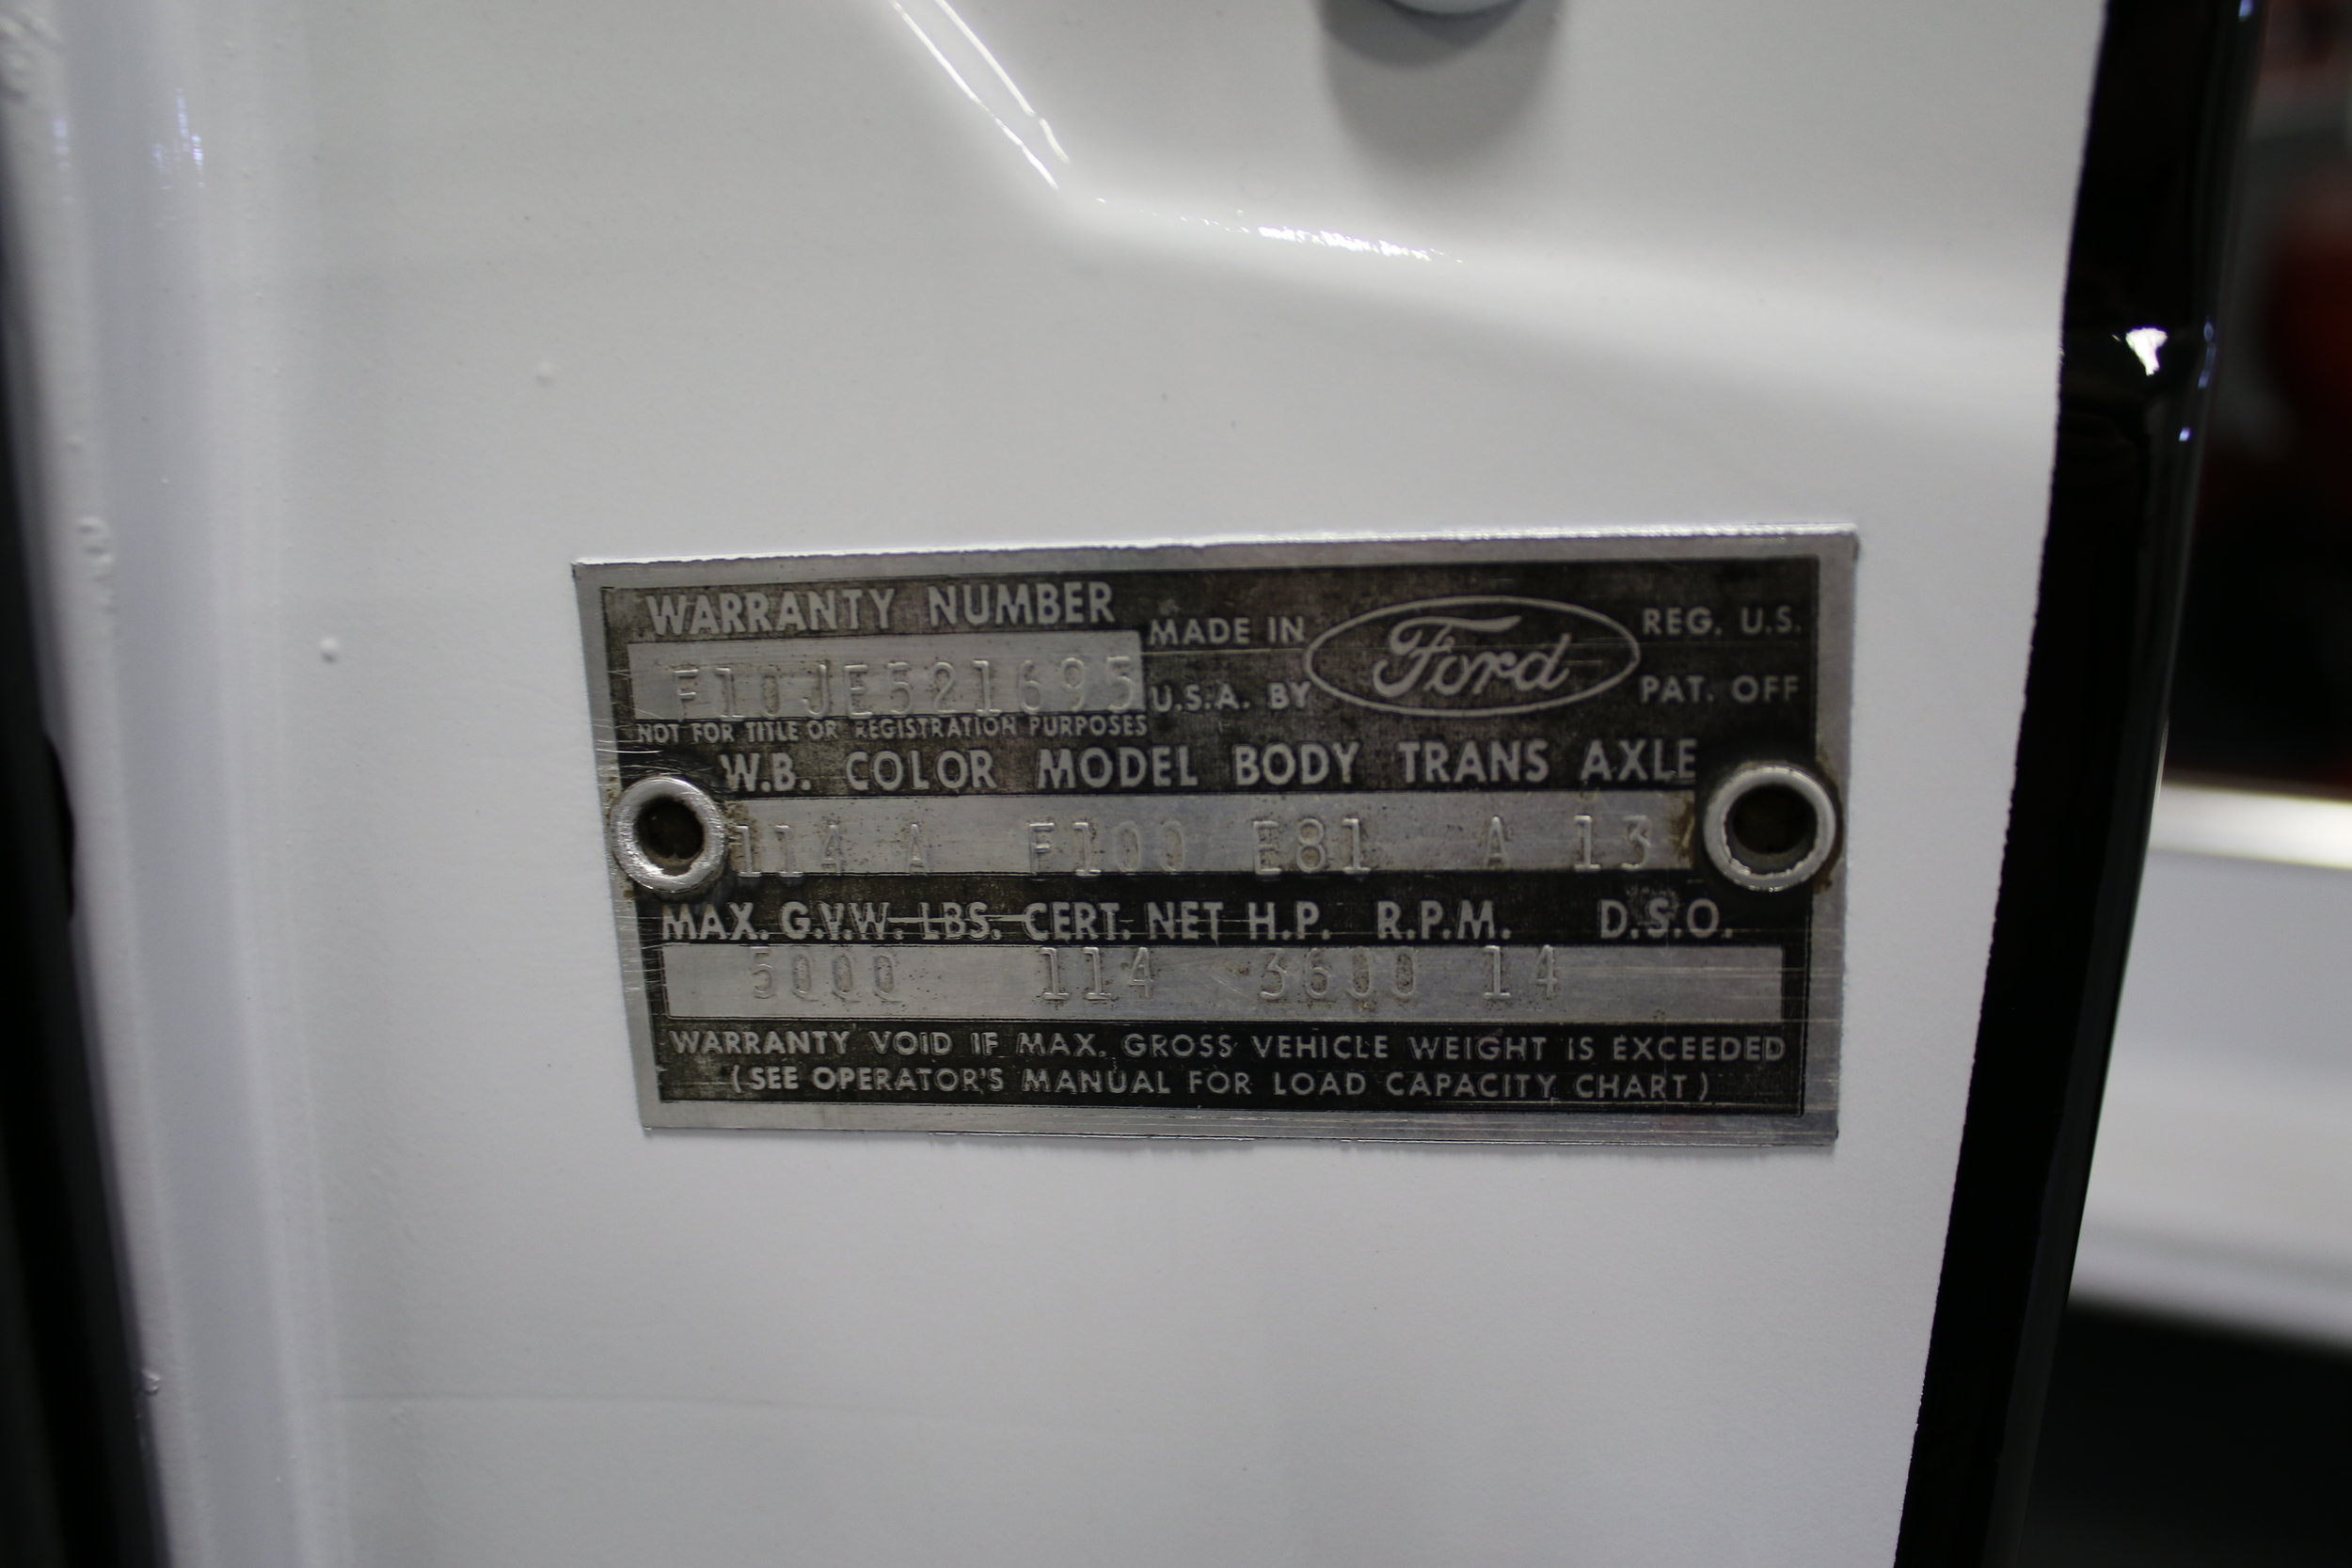 WARRANTY NUMBER
MADE IN Ford REG. U.S.
F10JE521695 U.S.A. BY PAT. OFF
NOT FOR TITLE OR REGISTRATION PURPOSES
W.B. COLOR MODEL BODY TRANS AXLE
114 A F100 E81 A 13
MAX. G.V.W. LBS. CERT. NET H.P. R.P.M. D.S.O.
5000 114 3600 14
WARRANTY VOID IF MAX. GROSS VEHICLE WEIGHT IS EXCEEDED
(SEE OPERATOR'S MANUAL FOR LOAD CAPACITY CHART)